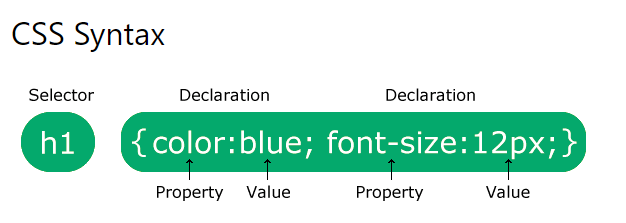 CSS Syntax
Selector Declaration Declaration
h1 {color:blue; font-size:12px;}
Property Value Property Value